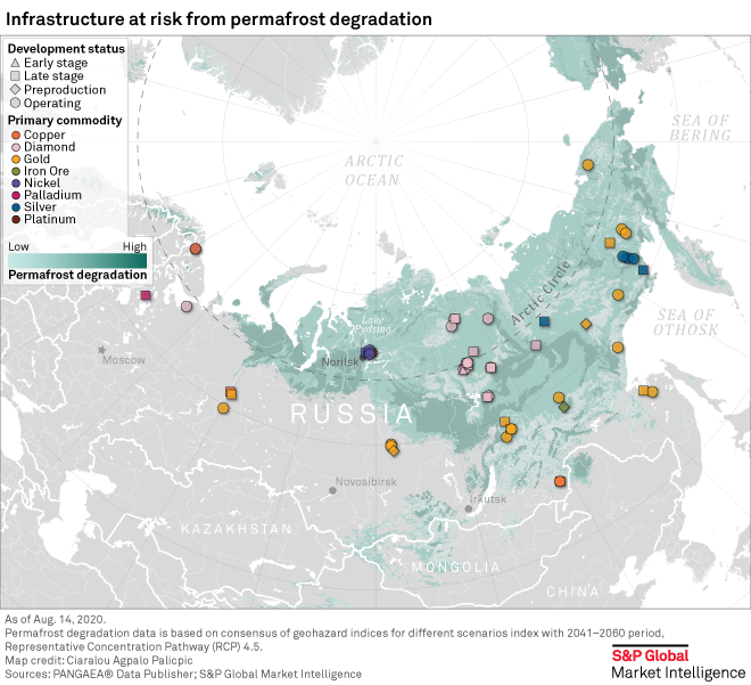 Infrastructure at risk from permafrost degradation
Development status
Early stage
Late stage
Preproduction
Operating
Primary commodity
Copper
Diamond
Gold
Iron Ore
Nickel
Palladium
Silver
Platinum
Low High
Permafrost degradation
SEA OF
BERING
ARCTIC
OCEAN
Arctic Circle
SEA OF
OTHOSK
Lake
Pydsina
Norilsk
Moscow
RUSSIA
Novosibirsk
Irkutsk
KAZAKHSTAN
MONGOLIA
CHINA
As of Aug. 14, 2020.
Permafrost degradation data is based on consensus of geohazard indices for different scenarios index with 2041–2060 period,
Representative Concentration Pathway (RCP) 4.5.
Map credit: Ciaralou Agpalo Palicpic
Sources: PANGAEA® Data Publisher; S&P Global Market Intelligence
S&P Global
Market Intelligence